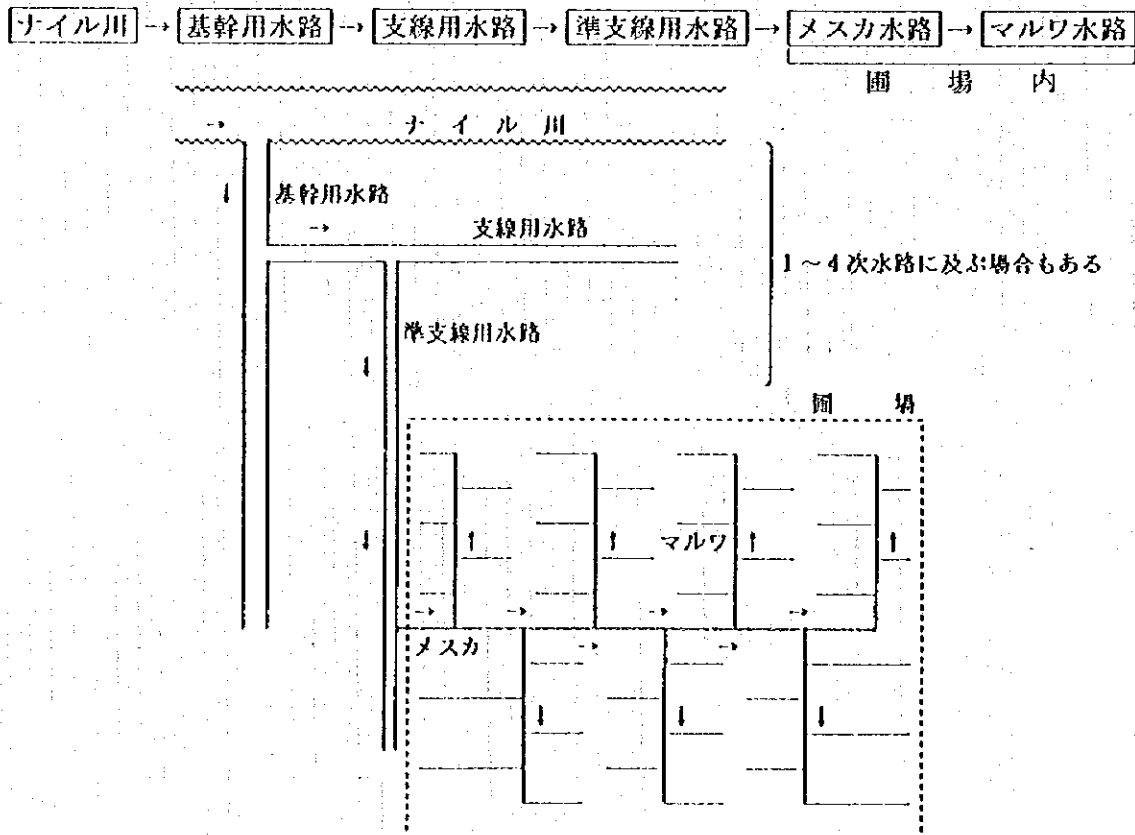 ナイル川→基幹用水路→支線用水路→準支線用水路→メスカ水路→マルワ水路
圃場内
→ ナイル川
↓ 基幹用水路
→ 支線用水路
1～4次水路に及ぶ場合もある
準支線用水路
↓
圃場
↓ ↑ ↑ マルワ ↑ ↑
→ → → →
メスカ → →
↓ ↓ ↓